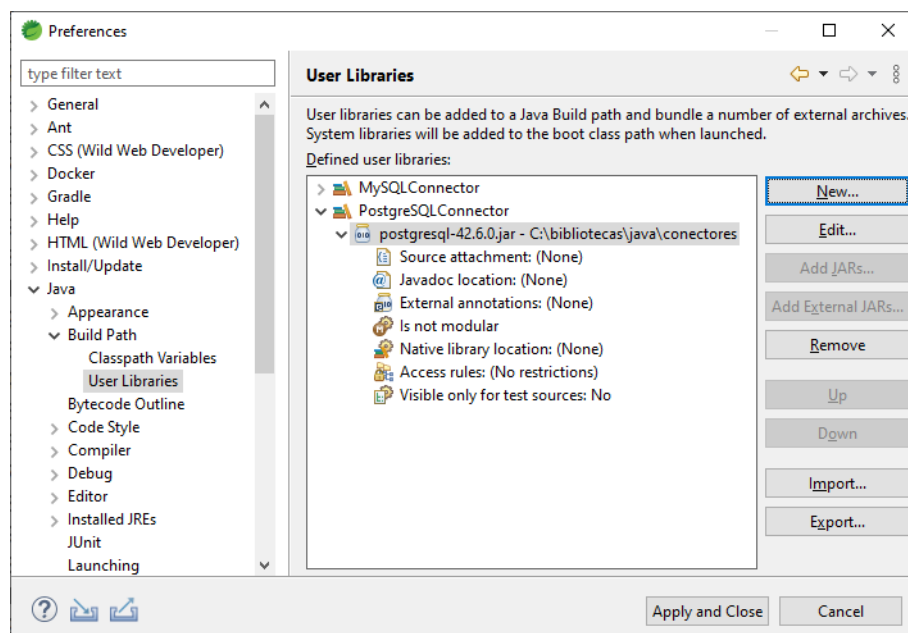 Preferences
type filter text
General
Ant
CSS (Wild Web Developer)
Docker
Gradle
Help
HTML (Wild Web Developer)
Install/Update
Java
Appearance
Build Path
Classpath Variables
User Libraries
Bytecode Outline
Code Style
Compiler
Debug
Editor
Installed JREs
JUnit
Launching
User Libraries
User libraries can be added to a Java Build path and bundle a number of external archives.
System libraries will be added to the boot class path when launched.
Defined user libraries:
MySQLConnector
PostgreSQLConnector
postgresql-42.6.0.jar - C:\bibliotecas\java\conectores
Source attachment: (None)
Javadoc location: (None)
External annotations: (None)
Is not modular
Native library location: (None)
Access rules: (No restrictions)
Visible only for test sources: No
New...
Edit...
Add JARs...
Add External JARs...
Remove
Up
Down
Import...
Export...
Apply and Close
Cancel